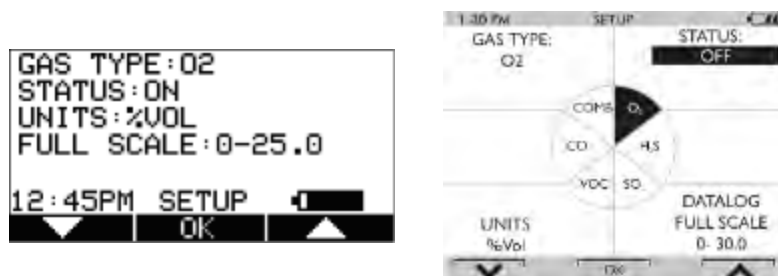 GAS TYPE:O2
STATUS:ON
UNITS:%VOL
FULL SCALE:0-25.0
12:45PM SETUP
OK
1:30 PM SETUP
GAS TYPE:
O2
STATUS:
OFF
COMB O₂
CO H₂S
VOC SO₂
UNITS
%Vol
DATALOG
FULL SCALE
0- 30.0